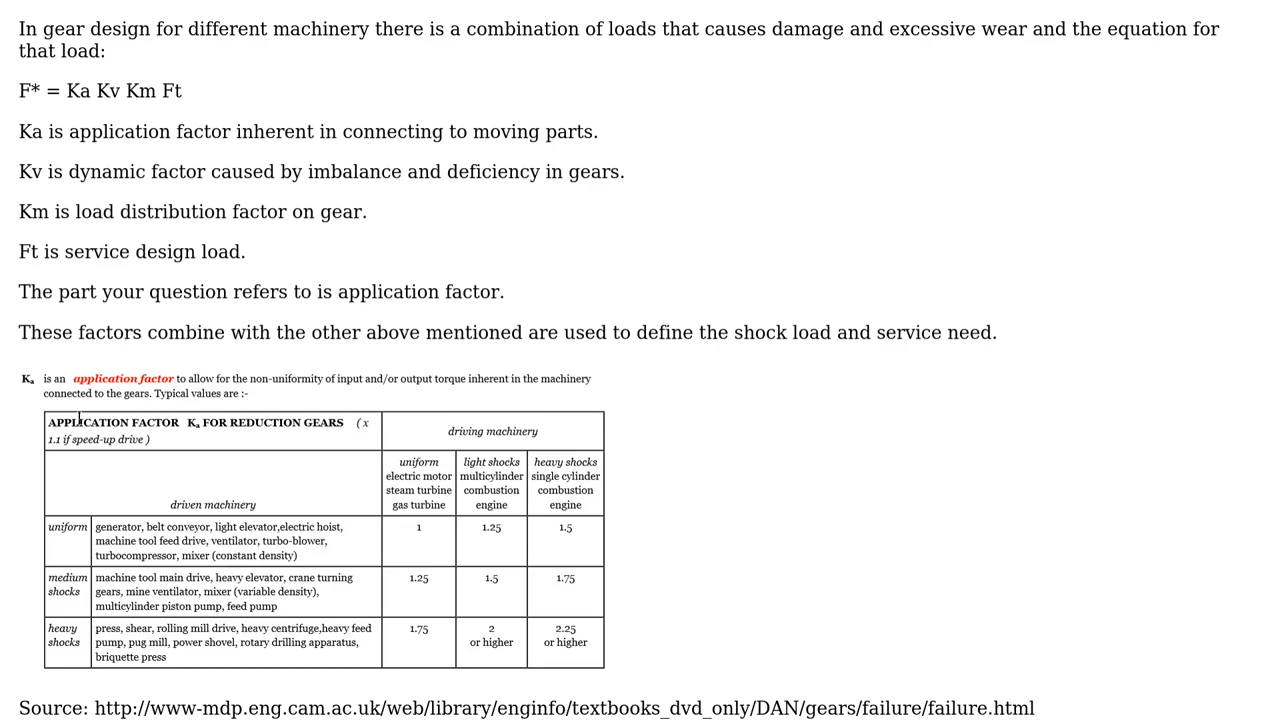 In gear design for different machinery there is a combination of loads that causes damage and excessive wear and the equation for
that load:
F* = Ka Kv Km Ft
Ka is application factor inherent in connecting to moving parts.
Kv is dynamic factor caused by imbalance and deficiency in gears.
Km is load distribution factor on gear.
Ft is service design load.
The part your question refers to is application factor.
These factors combine with the other above mentioned are used to define the shock load and service need.
Ka is an application factor to allow for the non-uniformity of input and/or output torque inherent in the machinery
connected to the gears. Typical values are :-
APPLICATION FACTOR Ka FOR REDUCTION GEARS ( x
1.1 if speed-up drive )
driving machinery
driven machinery
uniform
electric motor
steam turbine
gas turbine
light shocks
multicylinder
combustion
engine
heavy shocks
single cylinder
combustion
engine
uniform
generator, belt conveyor, light elevator,electric hoist,
machine tool feed drive, ventilator, turbo-blower,
turbocompressor, mixer (constant density)
1
1.25
1.5
medium
shocks
machine tool main drive, heavy elevator, crane turning
gears, mine ventilator, mixer (variable density),
multicylinder piston pump, feed pump
1.25
1.5
1.75
heavy
shocks
press, shear, rolling mill drive, heavy centrifuge,heavy feed
pump, pug mill, power shovel, rotary drilling apparatus,
briquette press
1.75
2
or higher
2.25
or higher
Source: http://www-mdp.eng.cam.ac.uk/web/library/enginfo/textbooks_dvd_only/DAN/gears/failure/failure.html